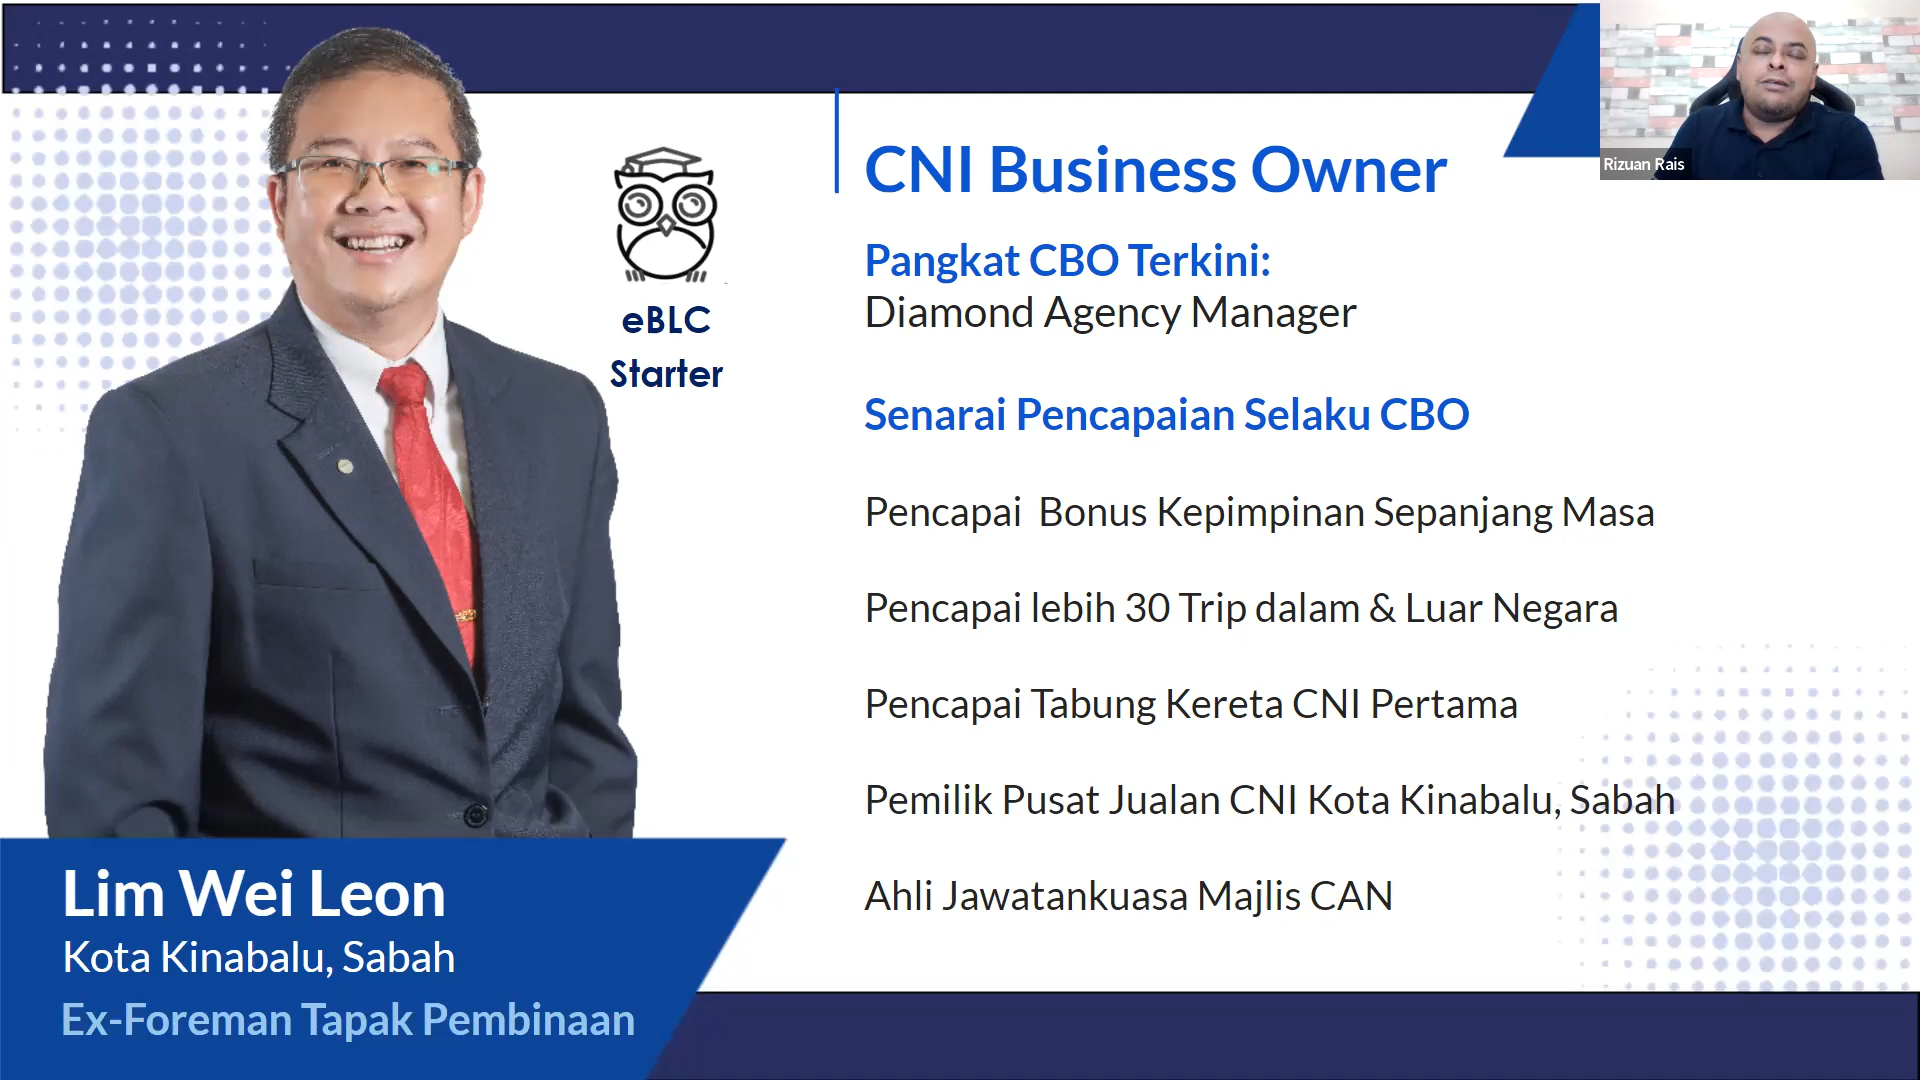 Rizuan Rais
CNI Business Owner
eBLC
Starter
Pangkat CBO Terkini:
Diamond Agency Manager
Senarai Pencapaian Selaku CBO
Pencapai  Bonus Kepimpinan Sepanjang Masa
Pencapai lebih 30 Trip dalam & Luar Negara
Pencapai Tabung Kereta CNI Pertama
Pemilik Pusat Jualan CNI Kota Kinabalu, Sabah
Ahli Jawatankuasa Majlis CAN
Lim Wei Leon
Kota Kinabalu, Sabah
Ex-Foreman Tapak Pembinaan